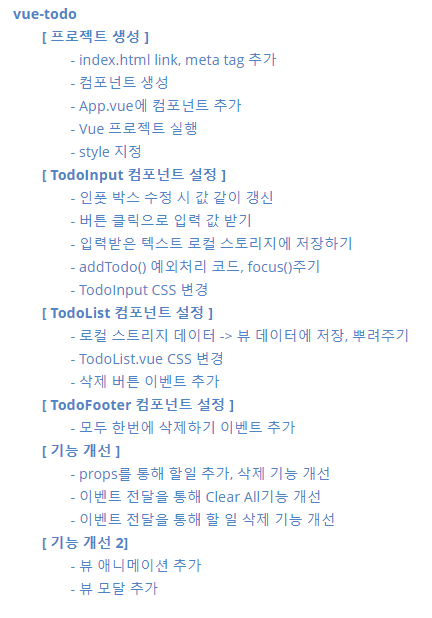 vue-todo
[ 프로젝트 생성 ]
- index.html link, meta tag 추가
- 컴포넌트 생성
- App.vue에 컴포넌트 추가
- Vue 프로젝트 실행
- style 지정
[ TodoInput 컴포넌트 설정 ]
- 인풋 박스 수정 시 값 같이 갱신
- 버튼 클릭으로 입력 값 받기
- 입력받은 텍스트 로컬 스토리지에 저장하기
- addTodo() 예외처리 코드, focus()주기
- TodoInput CSS 변경
[ TodoList 컴포넌트 설정 ]
- 로컬 스트리지 데이터 -> 뷰 데이터에 저장, 뿌려주기
- TodoList.vue CSS 변경
- 삭제 버튼 이벤트 추가
[ TodoFooter 컴포넌트 설정 ]
- 모두 한번에 삭제하기 이벤트 추가
[ 기능 개선 ]
- props를 통해 할일 추가, 삭제 기능 개선
- 이벤트 전달을 통해 Clear All기능 개선
- 이벤트 전달을 통해 할 일 삭제 기능 개선
[ 기능 개선 2]
- 뷰 애니메이션 추가
- 뷰 모달 추가